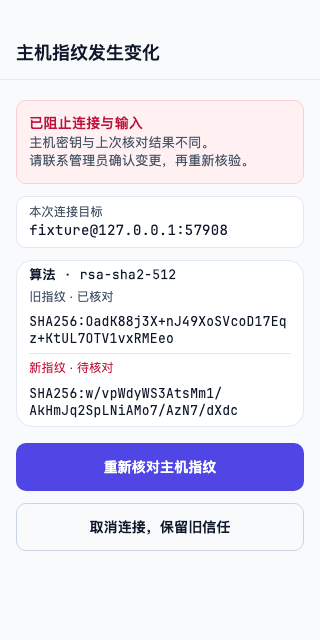 主机指纹发生变化
已阻止连接与输入
主机密钥与上次核对结果不同。
请联系管理员确认变更，再重新核验。
本次连接目标
fixture@127.0.0.1:57908
算法 · rsa-sha2-512
旧指纹 · 已核对
SHA256:OadK88j3X+nJ49XoSVcoD17Eq
z+KtUL7OTV1vxRMEeo
新指纹 · 待核对
SHA256:w/vpWdyWS3AtsMm1/
AkHmJq2SpLNiAMo7/AzN7/dXdc
重新核对主机指纹
取消连接，保留旧信任